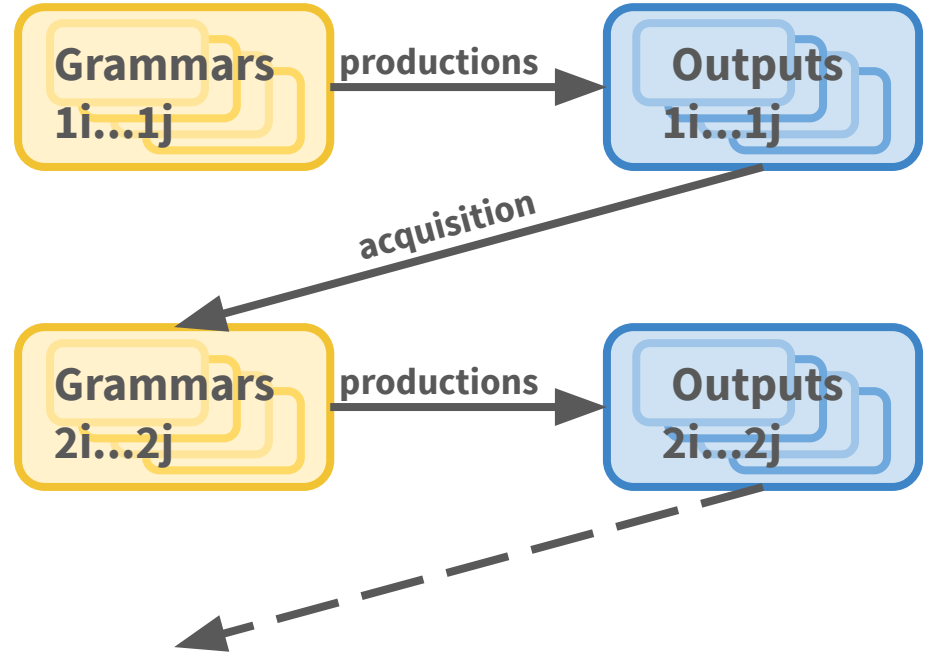 Grammars
1i...1j
productions
Outputs
1i...1j
acquisition
Grammars
2i...2j
productions
Outputs
2i...2j